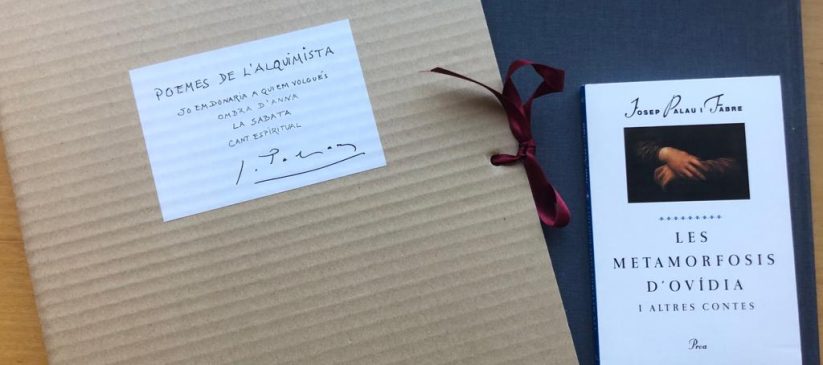 POEMES DE L'ALQUIMISTA
JO EM DONARIA A QUI EM VOLGUÉS
OMBRA D'ANNA
LA SABATA
CANT ESPIRITUAL
J. Palau
JOSEP PALAU I FABRE
LES
METAMORFOSIS
D'OVÍDIA
I ALTRES CONTES
Proa